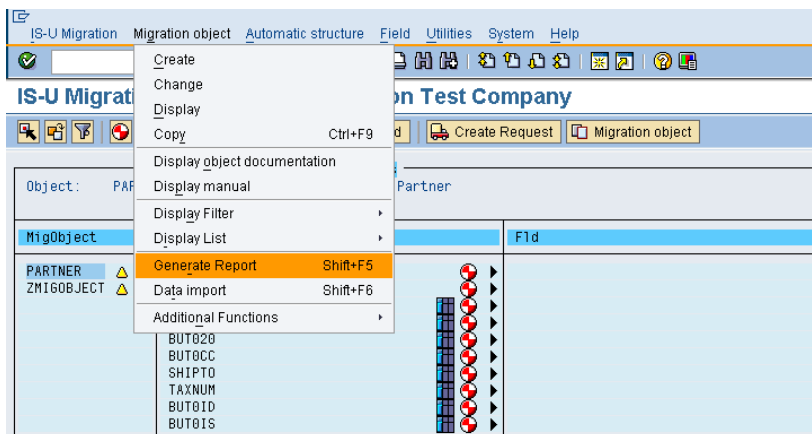 IS-U Migration Migration object Automatic structure Field Utilities System Help
Create
Change
IS-U Migrati on Test Company
Display
Copy Ctrl+F9
Create Request Migration object
Display object documentation
Object: PAR Partner
Display manual
Display Filter
Display List
MigObject Fld
Generate Report Shift+F5
PARTNER
Data import Shift+F6
ZMIGOBJECT
Additional Functions
BUT020
BUT0CC
SHIPTO
TAXNUM
BUT0ID
BUT0IS